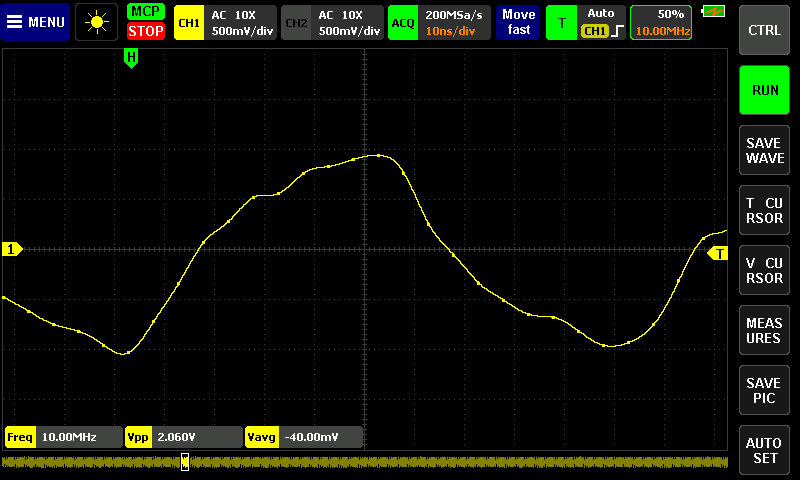 MENU
MCP
STOP
CH1
AC 10X
500mV/div
CH2
AC 10X
500mV/div
ACQ
200MSa/s
10ns/div
Move
fast
T
Auto
CH1
50%
10.00MHz
CTRL
H
RUN
SAVE
WAVE
T CU
RSOR
1
T
V CU
RSOR
MEAS
URES
SAVE
PIC
Freq 10.00MHz
Vpp 2.060V
Vavg -40.00mV
AUTO
SET